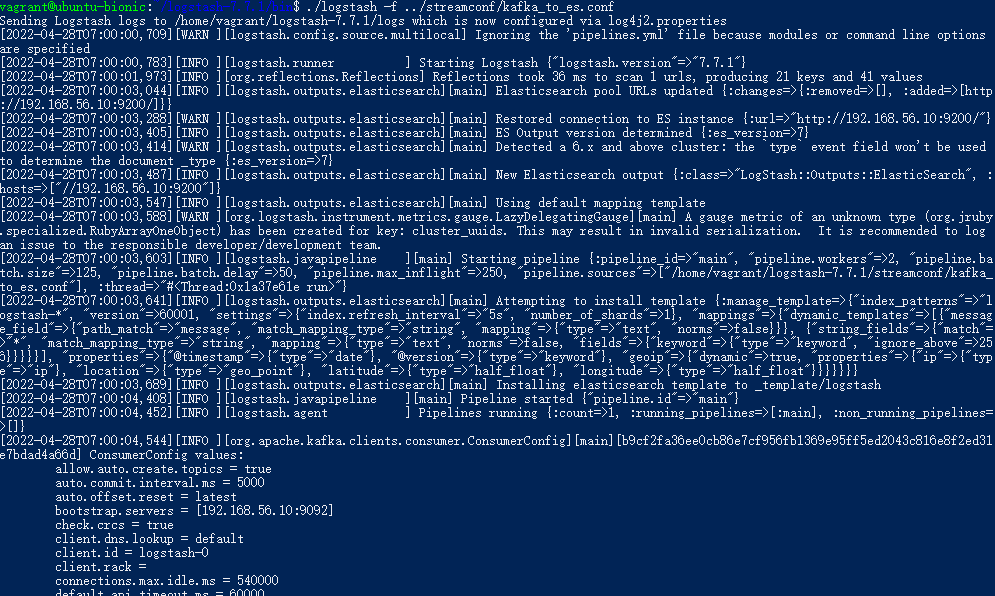 vagrant@ubuntu-bionic:~/logstash-7.7.1/bin$ ./logstash -f ../streamconf/kafka_to_es.conf
Sending Logstash logs to /home/vagrant/logstash-7.7.1/logs which is now configured via log4j2.properties
[2022-04-28T07:00:00,709][WARN ][logstash.config.source.multilocal] Ignoring the 'pipelines.yml' file because modules or command line options
are specified
[2022-04-28T07:00:00,783][INFO ][logstash.runner          ] Starting Logstash {"logstash.version"=>"7.7.1"}
[2022-04-28T07:00:01,973][INFO ][org.reflections.Reflections] Reflections took 36 ms to scan 1 urls, producing 21 keys and 41 values
[2022-04-28T07:00:03,044][INFO ][logstash.outputs.elasticsearch][main] Elasticsearch pool URLs updated {:changes=>{:removed=>[], :added=>[http
://192.168.56.10:9200/]}}
[2022-04-28T07:00:03,288][WARN ][logstash.outputs.elasticsearch][main] Restored connection to ES instance {:url=>"http://192.168.56.10:9200/"}
[2022-04-28T07:00:03,405][INFO ][logstash.outputs.elasticsearch][main] ES Output version determined {:es_version=>7}
[2022-04-28T07:00:03,414][WARN ][logstash.outputs.elasticsearch][main] Detected a 6.x and above cluster: the `type` event field won't be used
to determine the document _type {:es_version=>7}
[2022-04-28T07:00:03,487][INFO ][logstash.outputs.elasticsearch][main] New Elasticsearch output {:class=>"LogStash::Outputs::ElasticSearch", :
hosts=>["//192.168.56.10:9200"]}
[2022-04-28T07:00:03,547][INFO ][logstash.outputs.elasticsearch][main] Using default mapping template
[2022-04-28T07:00:03,588][WARN ][org.logstash.instrument.metrics.gauge.LazyDelegatingGauge][main] A gauge metric of an unknown type (org.jruby
.specialized.RubyArrayOneObject) has been created for key: cluster_uuids. This may result in invalid serialization.  It is recommended to log
an issue to the responsible developer/development team.
[2022-04-28T07:00:03,603][INFO ][logstash.javapipeline    ][main] Starting pipeline {:pipeline_id=>"main", "pipeline.workers"=>2, "pipeline.ba
tch.size"=>125, "pipeline.batch.delay"=>50, "pipeline.max_inflight"=>250, "pipeline.sources"=>["/home/vagrant/logstash-7.7.1/streamconf/kafka_
to_es.conf"], :thread=>"#<Thread:0x1a37e61e run>"}
[2022-04-28T07:00:03,641][INFO ][logstash.outputs.elasticsearch][main] Attempting to install template {:manage_template=>{"index_patterns"=>"l
ogstash-*", "version"=>60001, "settings"=>{"index.refresh_interval"=>"5s", "number_of_shards"=>1}, "mappings"=>{"dynamic_templates"=>[{"messag
e_field"=>{"path_match"=>"message", "match_mapping_type"=>"string", "mapping"=>{"type"=>"text", "norms"=>false}}}, {"string_fields"=>{"match"=
>"*", "match_mapping_type"=>"string", "mapping"=>{"type"=>"text", "norms"=>false, "fields"=>{"keyword"=>{"type"=>"keyword", "ignore_above"=>25
6}}}}}], "properties"=>{"@timestamp"=>{"type"=>"date"}, "@version"=>{"type"=>"keyword"}, "geoip"=>{"dynamic"=>true, "properties"=>{"ip"=>{"typ
e"=>"ip"}, "location"=>{"type"=>"geo_point"}, "latitude"=>{"type"=>"half_float"}, "longitude"=>{"type"=>"half_float"}}}}}}}
[2022-04-28T07:00:03,689][INFO ][logstash.outputs.elasticsearch][main] Installing elasticsearch template to _template/logstash
[2022-04-28T07:00:04,408][INFO ][logstash.javapipeline    ][main] Pipeline started {"pipeline.id"=>"main"}
[2022-04-28T07:00:04,452][INFO ][logstash.agent           ] Pipelines running {:count=>1, :running_pipelines=>[:main], :non_running_pipelines=
>[]}
[2022-04-28T07:00:04,544][INFO ][org.apache.kafka.clients.consumer.ConsumerConfig][main][b9cf2fa36ee0cb86e7cf956fb1369e95ff5ed2043c816e8f2ed31
e7bdad4a66d] ConsumerConfig values:
allow.auto.create.topics = true
auto.commit.interval.ms = 5000
auto.offset.reset = latest
bootstrap.servers = [192.168.56.10:9092]
check.crcs = true
client.dns.lookup = default
client.id = logstash-0
client.rack =
connections.max.idle.ms = 540000
default.api.timeout.ms = 60000